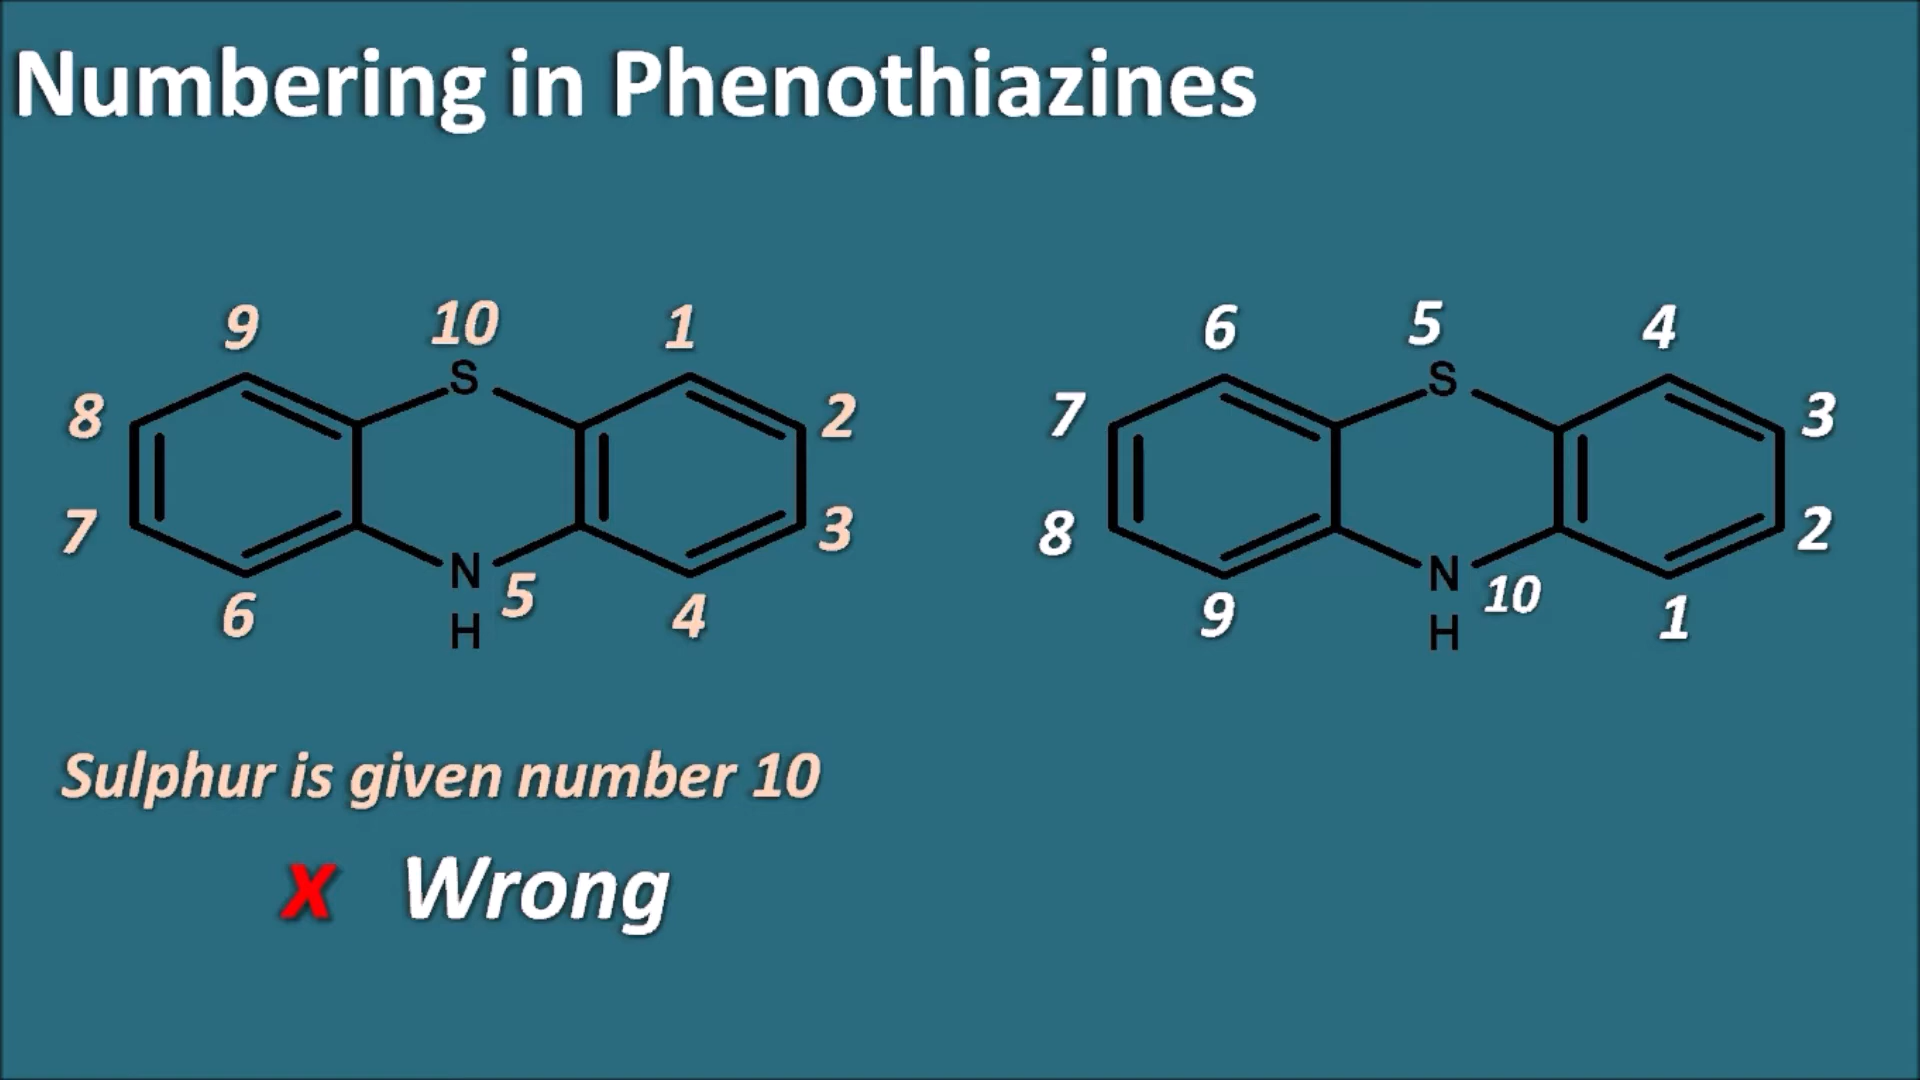 Numbering in Phenothiazines
9 10 1
S
8 2
7 3
N 5
6 4
H
6 5 4
S
7 3
8 2
N 10
9 1
H
Sulphur is given number 10
X Wrong